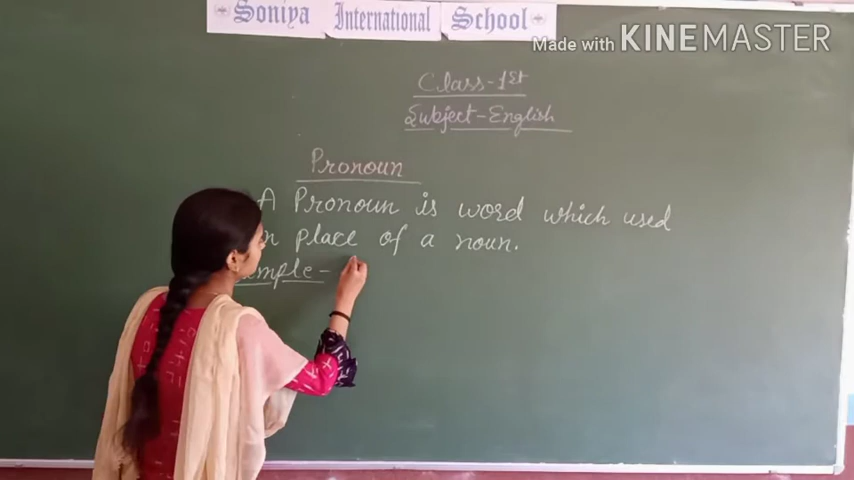 Soniya International School
Made with KINEMASTER
Class-1st
Subject-English
Pronoun
A Pronoun is word which used
place of a noun.